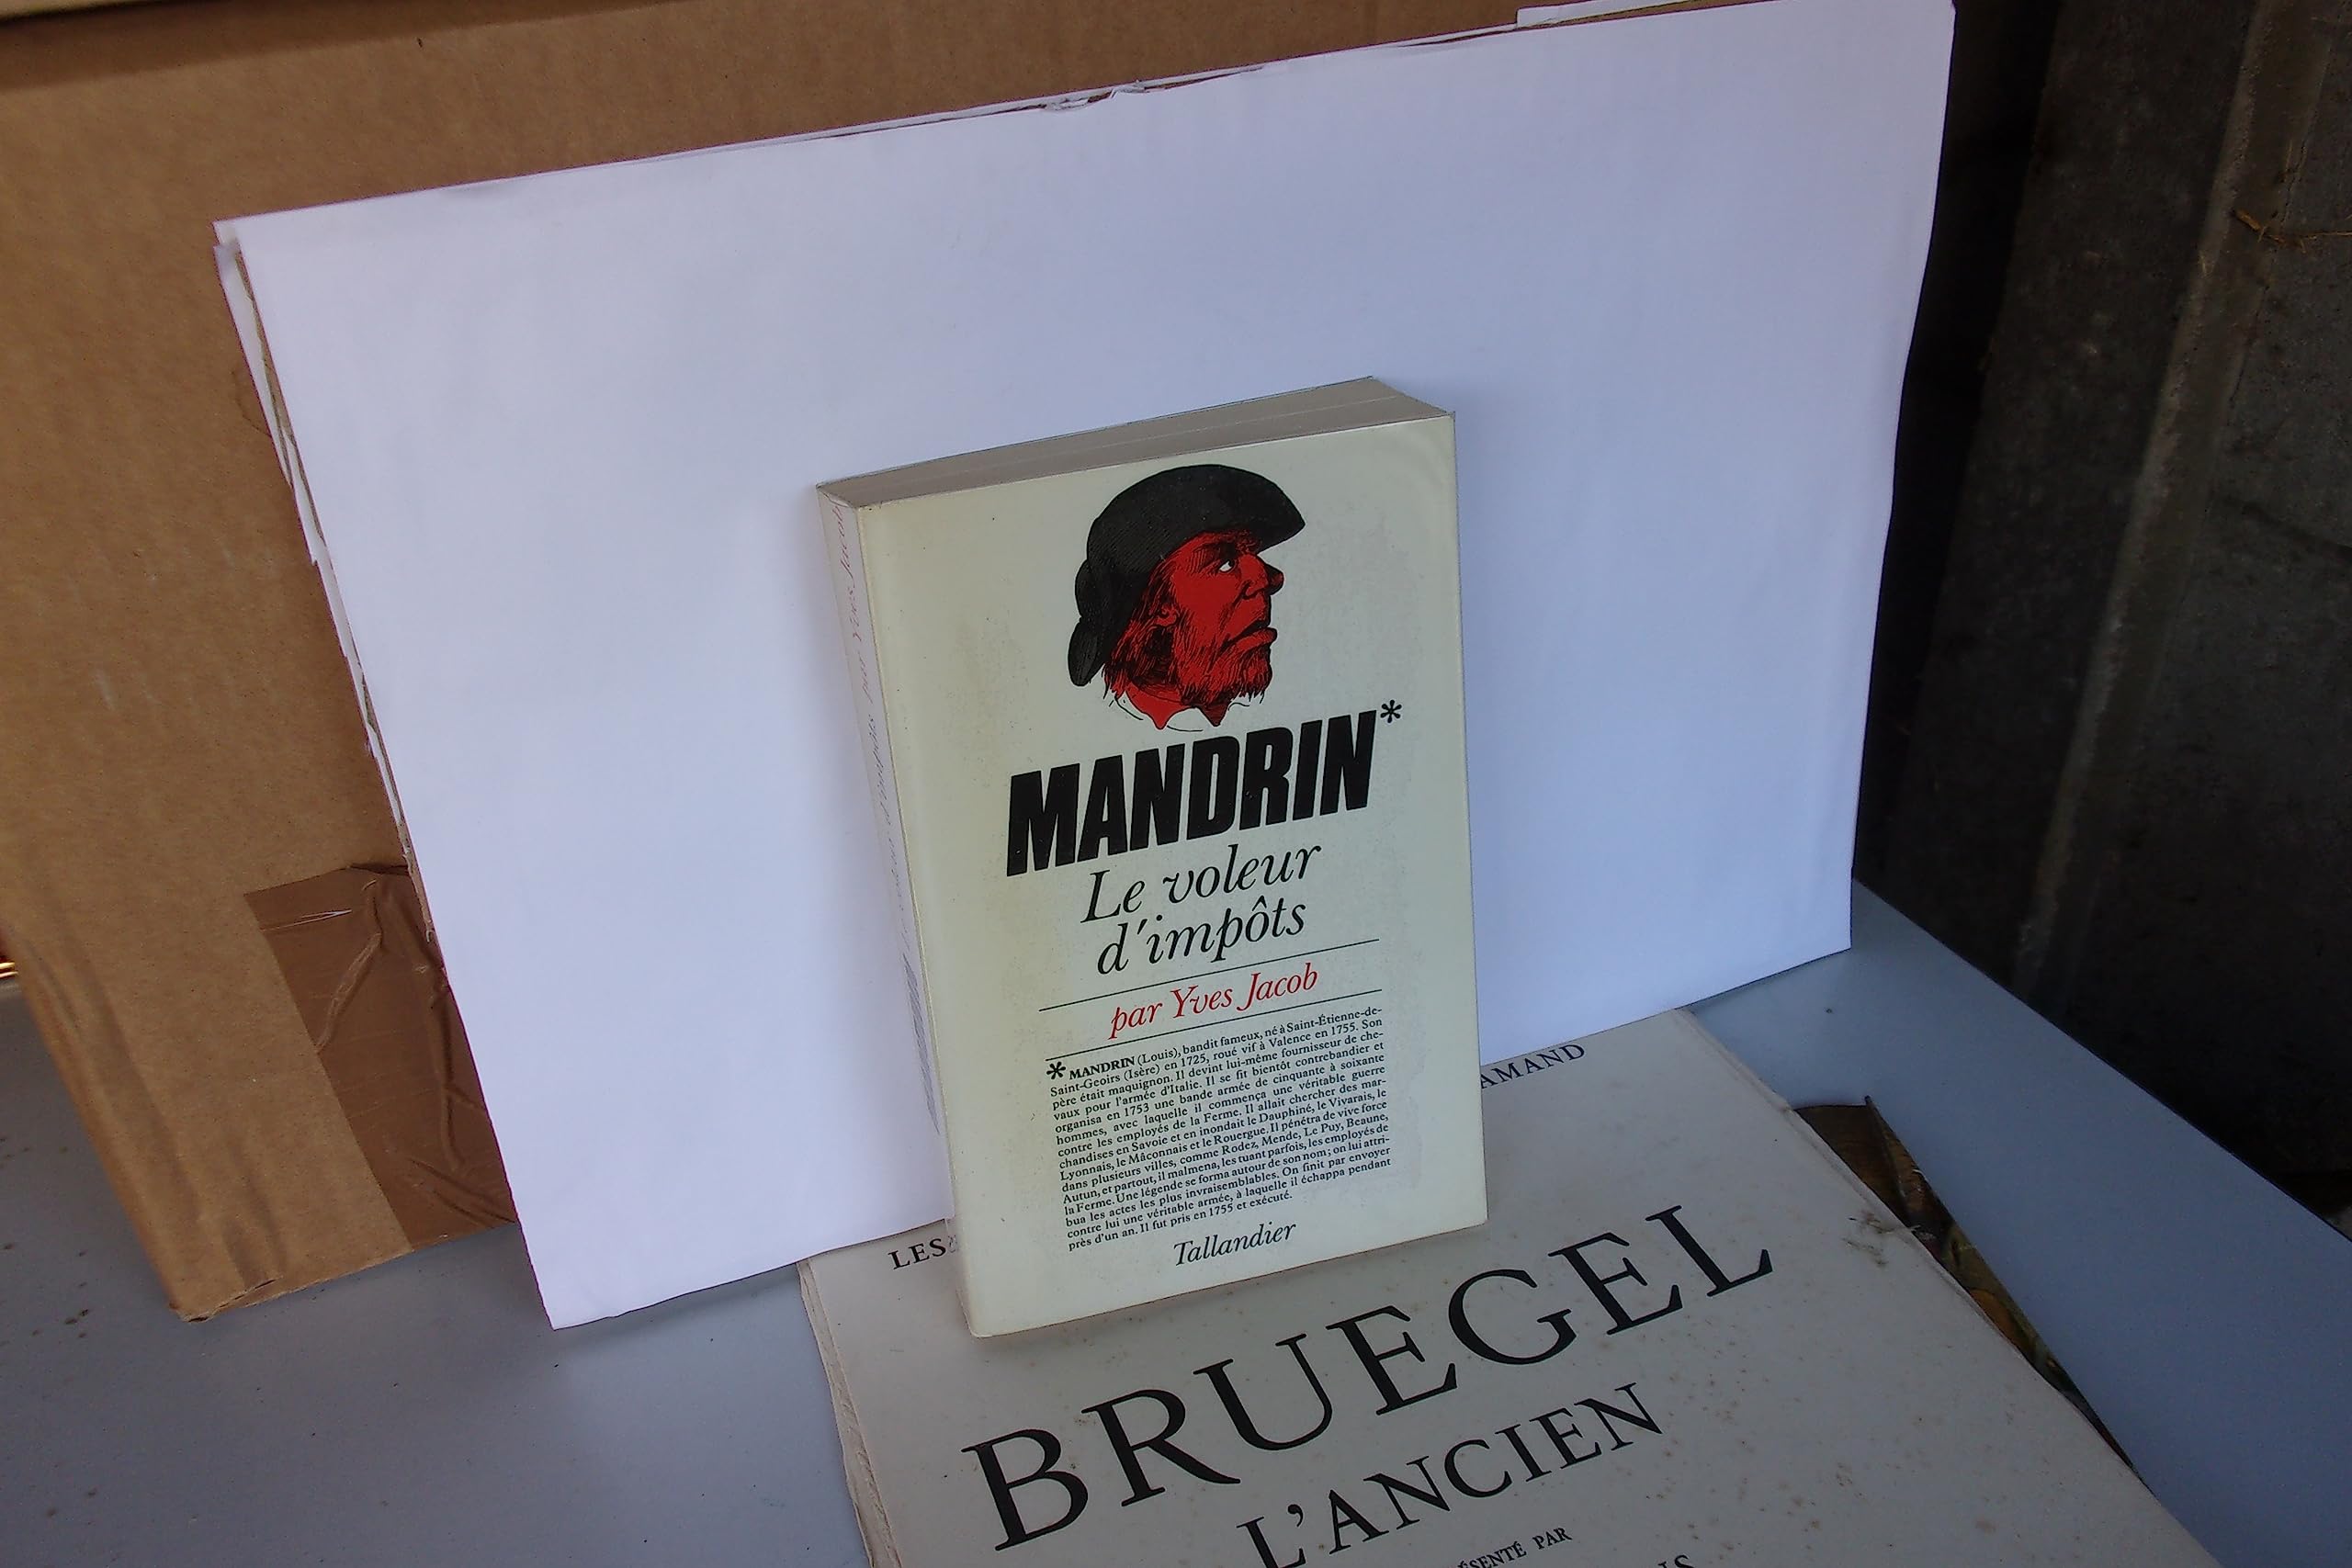 MANDRIN*
Le voleur
d'impôts
par Yves Jacob
* MANDRIN (Louis), bandit fameux, né à Saint-Étienne-de-
Saint-Geoirs (Isère) en 1725, roué vif à Valence en 1755. Son
père était maquignon. Il devint lui-même fournisseur de che-
vaux pour l'armée d'Italie. Il se fit bientôt contrebandier et
organisa en 1753 une bande armée de cinquante à soixante
hommes, avec laquelle il commença une véritable guerre
contre les employés de la Ferme. Il allait chercher des mar-
chandises en Savoie et en inondait le Dauphiné, le Vivarais, le
Lyonnais, le Mâconnais et le Rouergue. Il pénétra de vive force
dans plusieurs villes, comme Rodez, Mende, Le Puy, Beaune,
Autun, et partout, il malmena, les tuant parfois, les employés de
la Ferme. Une légende se forma autour de son nom ; on lui attri-
bua les actes les plus invraisemblables. On finit par envoyer
contre lui une véritable armée, à laquelle il échappa pendant
près d'un an. Il fut pris en 1755 et exécuté.
Tallandier
par Yves Jacob
LES
AMAND
BRUEGEL
L'ANCIEN
ÉSENTÉ PAR